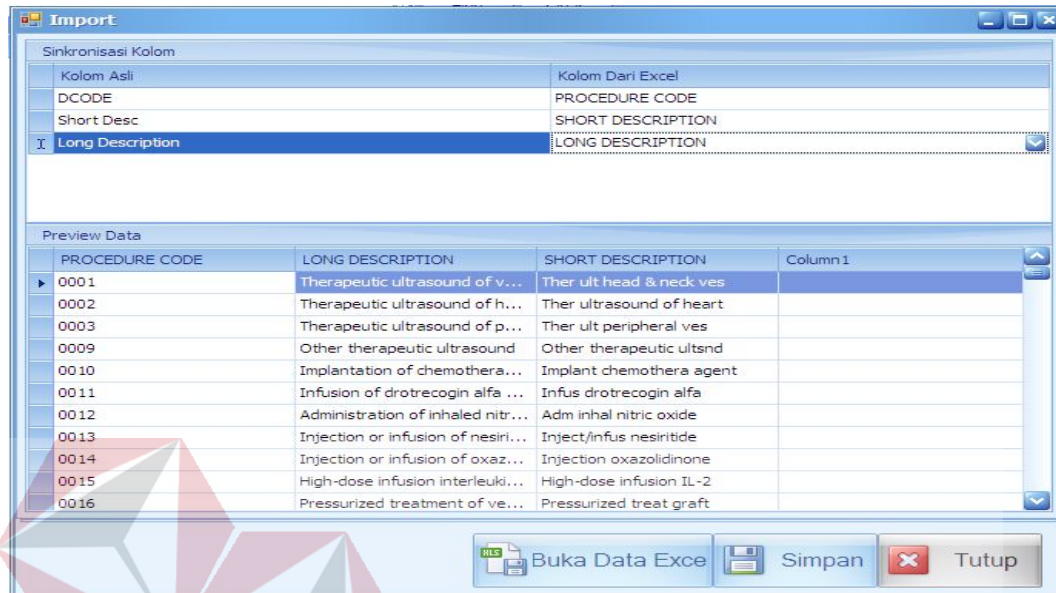 Import
Sinkronisasi Kolom
Kolom Asli Kolom Dari Excel
DCODE PROCEDURE CODE
Short Desc SHORT DESCRIPTION
Long Description LONG DESCRIPTION
Preview Data
PROCEDURE CODE LONG DESCRIPTION SHORT DESCRIPTION Column1
0001 Therapeutic ultrasound of v... Ther ult head & neck ves
0002 Therapeutic ultrasound of h... Ther ultrasound of heart
0003 Therapeutic ultrasound of p... Ther ult peripheral ves
0009 Other therapeutic ultrasound Other therapeutic ultsnd
0010 Implantation of chemothera... Implant chemothera agent
0011 Infusion of drotrecogin alfa ... Infus drotrecogin alfa
0012 Administration of inhaled nitr... Adm inhal nitric oxide
0013 Injection or infusion of nesiri... Inject/infus nesiritide
0014 Injection or infusion of oxaz... Injection oxazolidinone
0015 High-dose infusion interleuki... High-dose infusion IL-2
0016 Pressurized treatment of ve... Pressurized treat graft
XLS Buka Data Exce Simpan Tutup